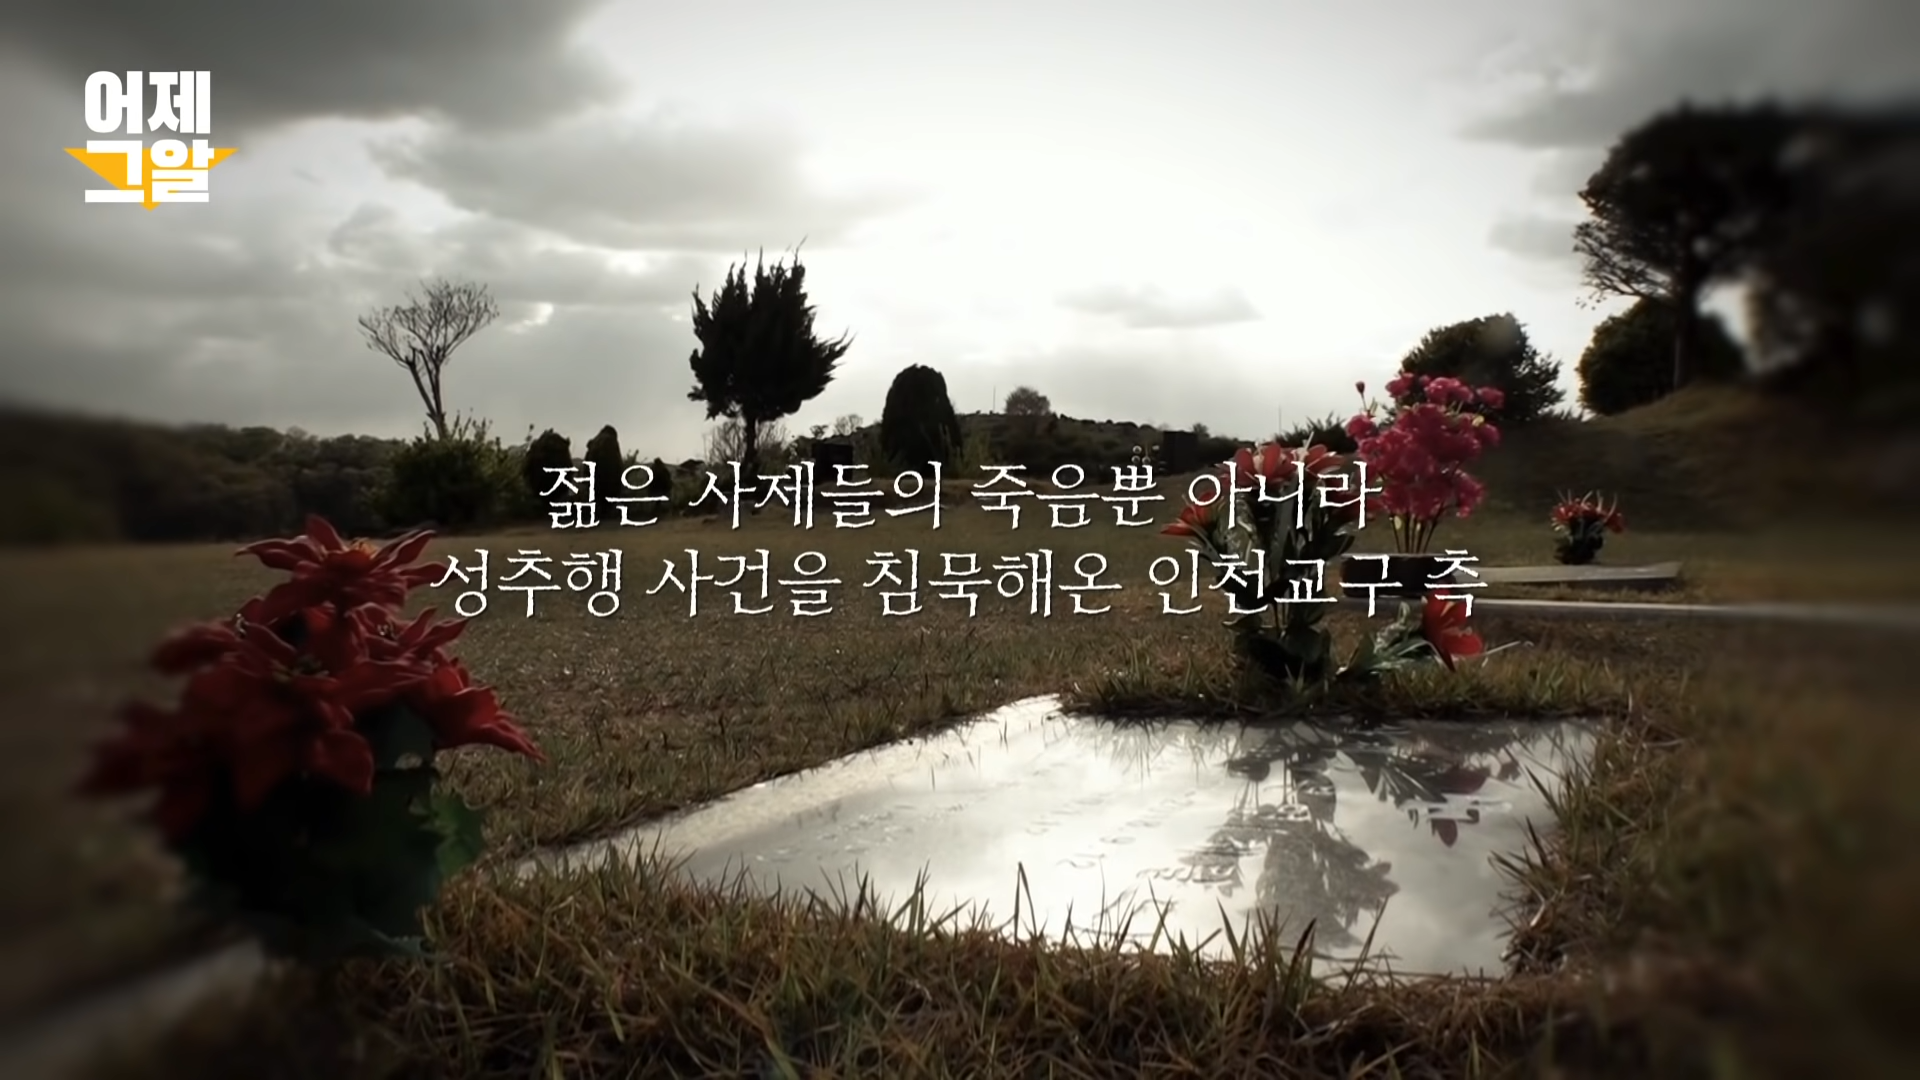 어제
그알
젊은 사제들의 죽음뿐 아니라
성추행 사건을 침묵해온 인천교구 측